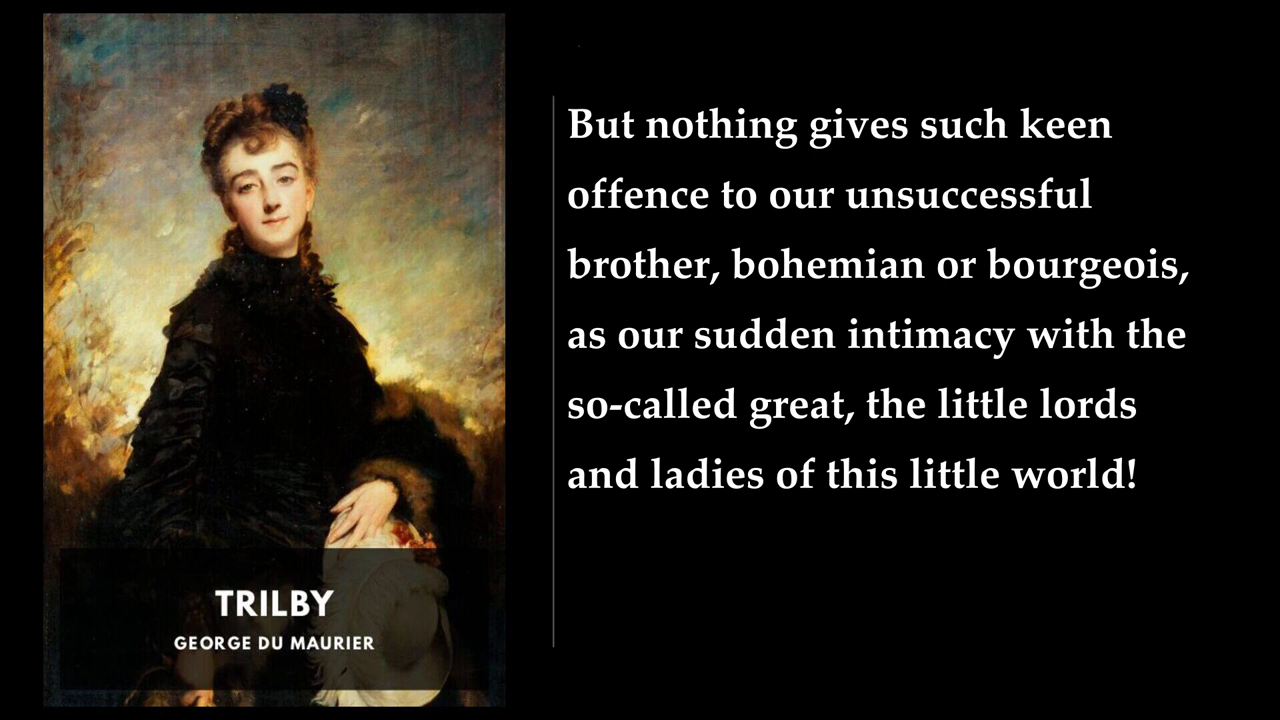 TRILBY
GEORGE DU MAURIER
But nothing gives such keen
offence to our unsuccessful
brother, bohemian or bourgeois,
as our sudden intimacy with the
so-called great, the little lords
and ladies of this little world!